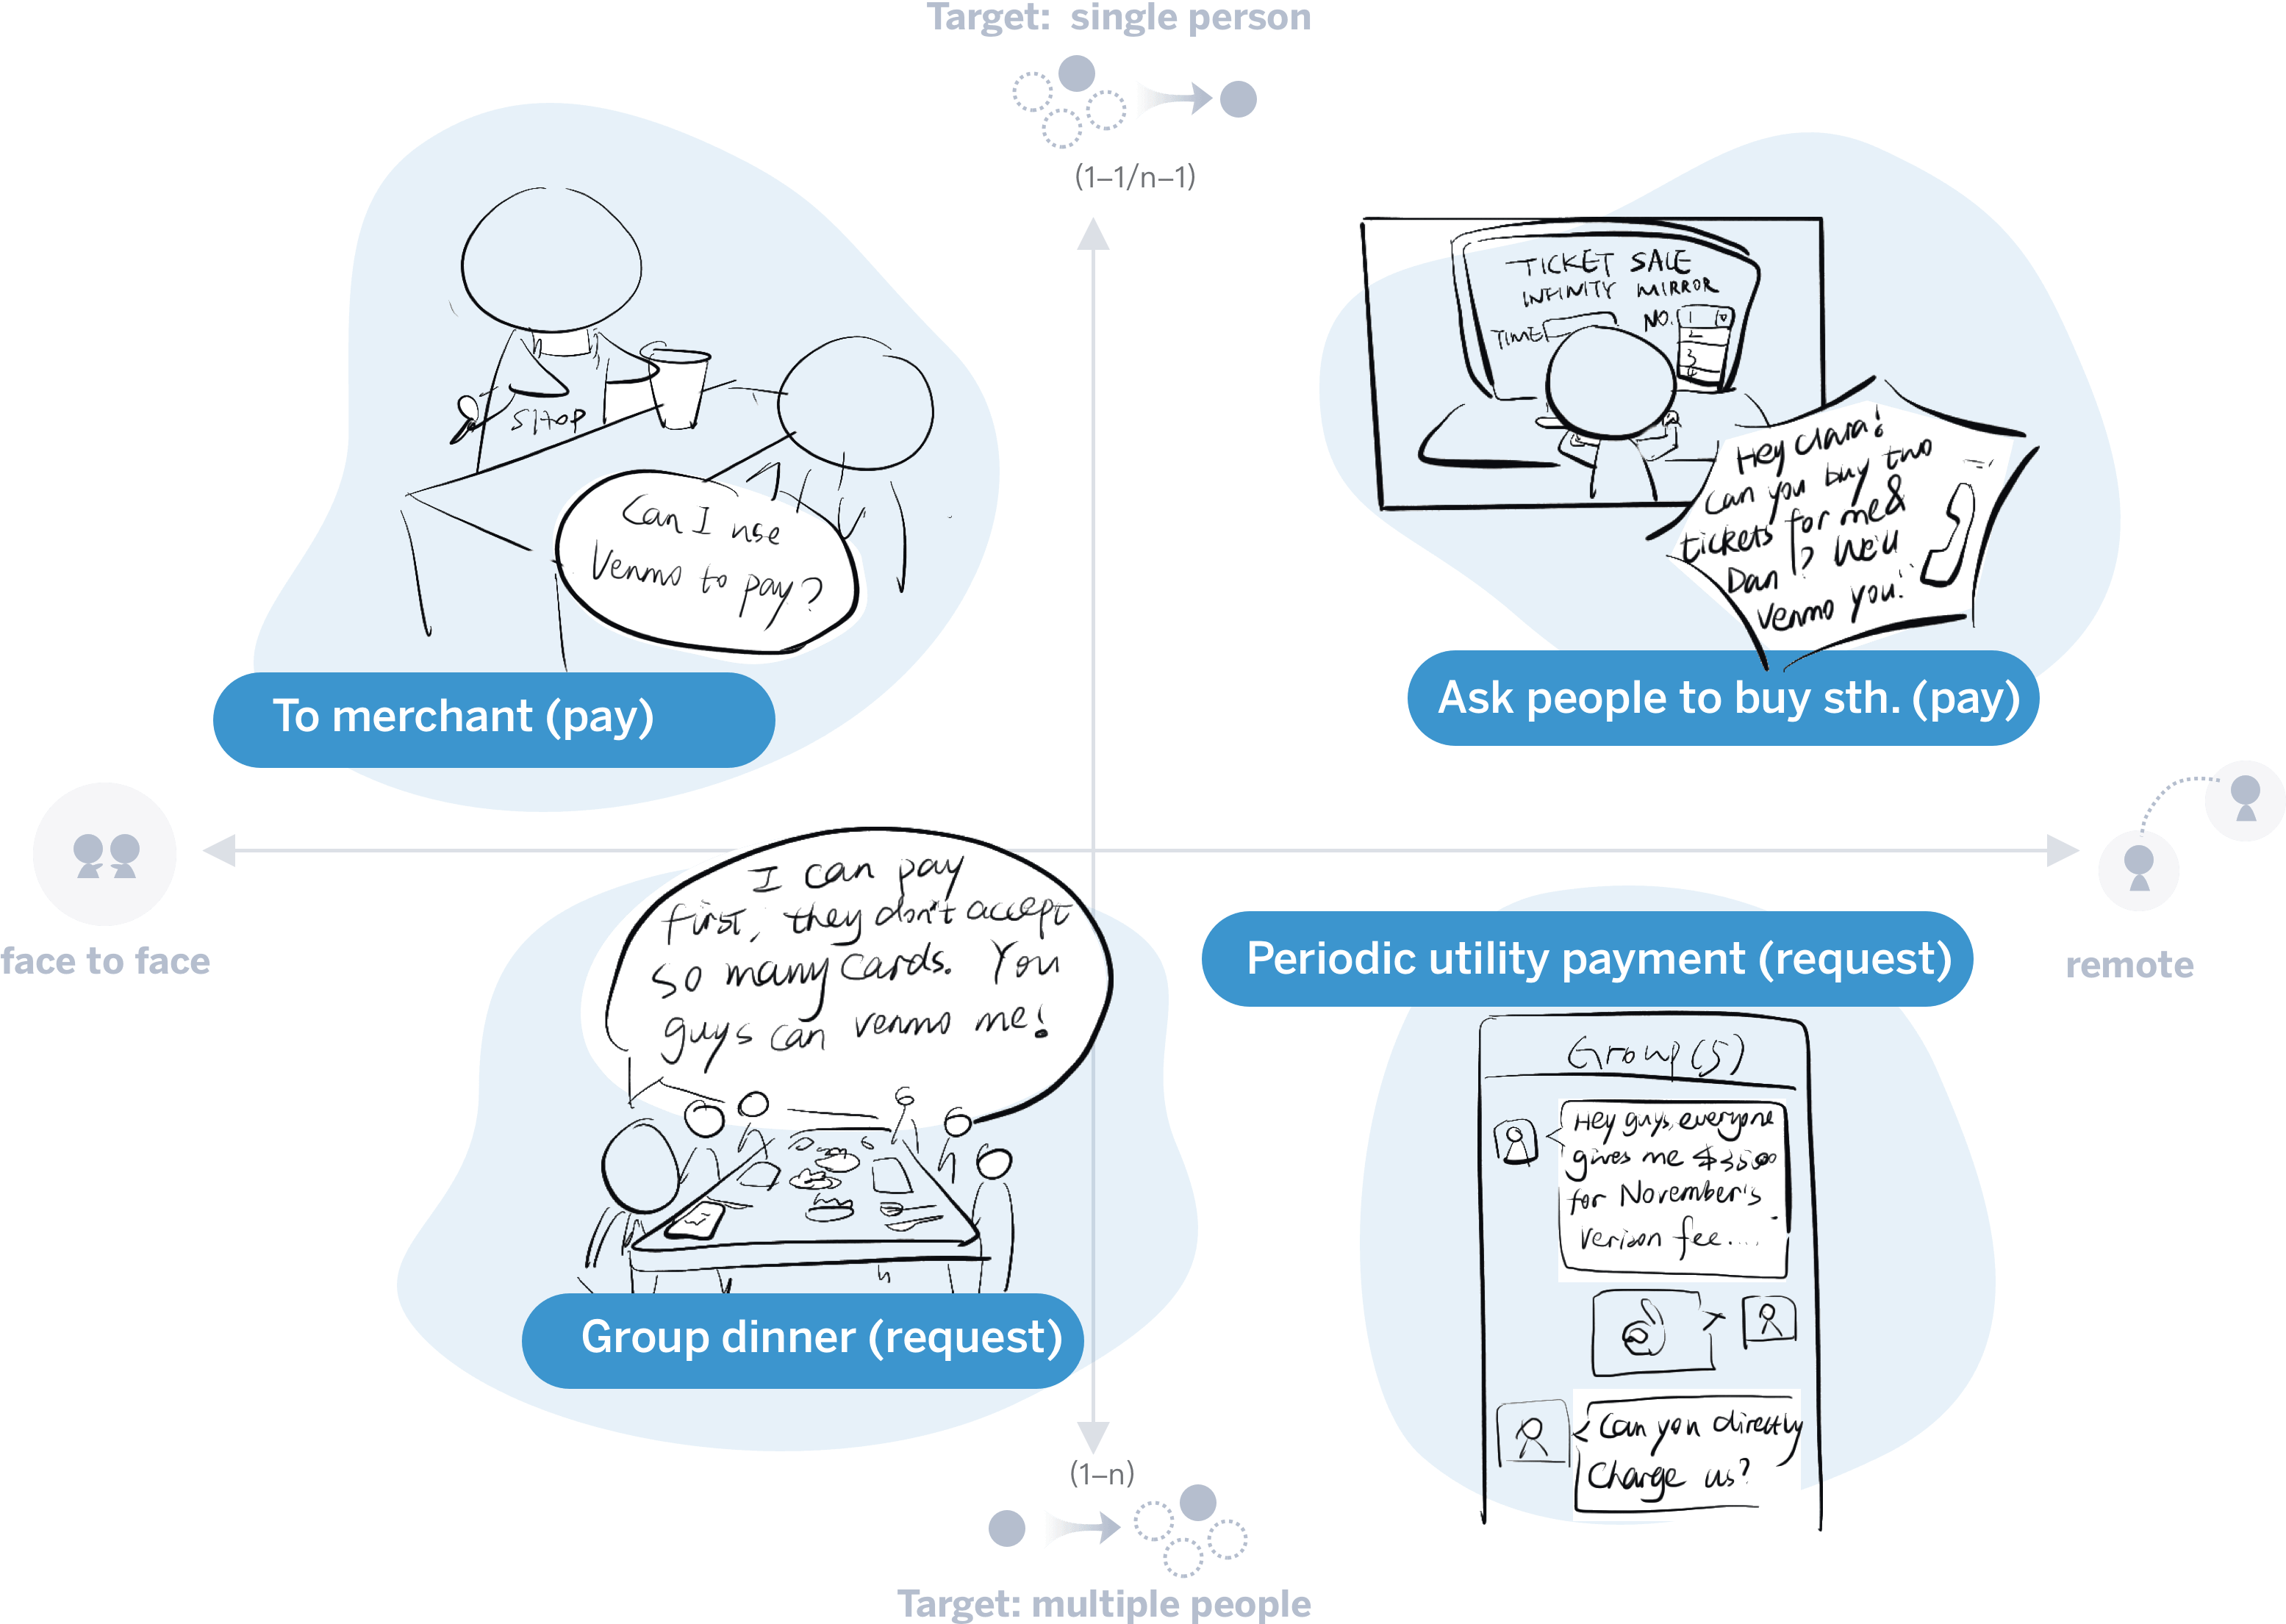 Target: single person
(1–1/n–1)
SHOP
Can I use
Venmo to pay?
To merchant (pay)
TICKET SALE
INFINITY MIRROR
TIME
NO. 1
2
3
4
Hey Clara!
Can you buy two
tickets for me&
Dan? We'll
Venmo you!
Ask people to buy sth. (pay)
face to face
remote
I can pay
first, they don't accept
so many cards. You
guys can venmo me!
Group dinner (request)
Periodic utility payment (request)
Group (5)
Hey guys, everyone
gives me
for November's
Verison fee....
Can you directly
Charge us?
(1–n)
Target: multiple people